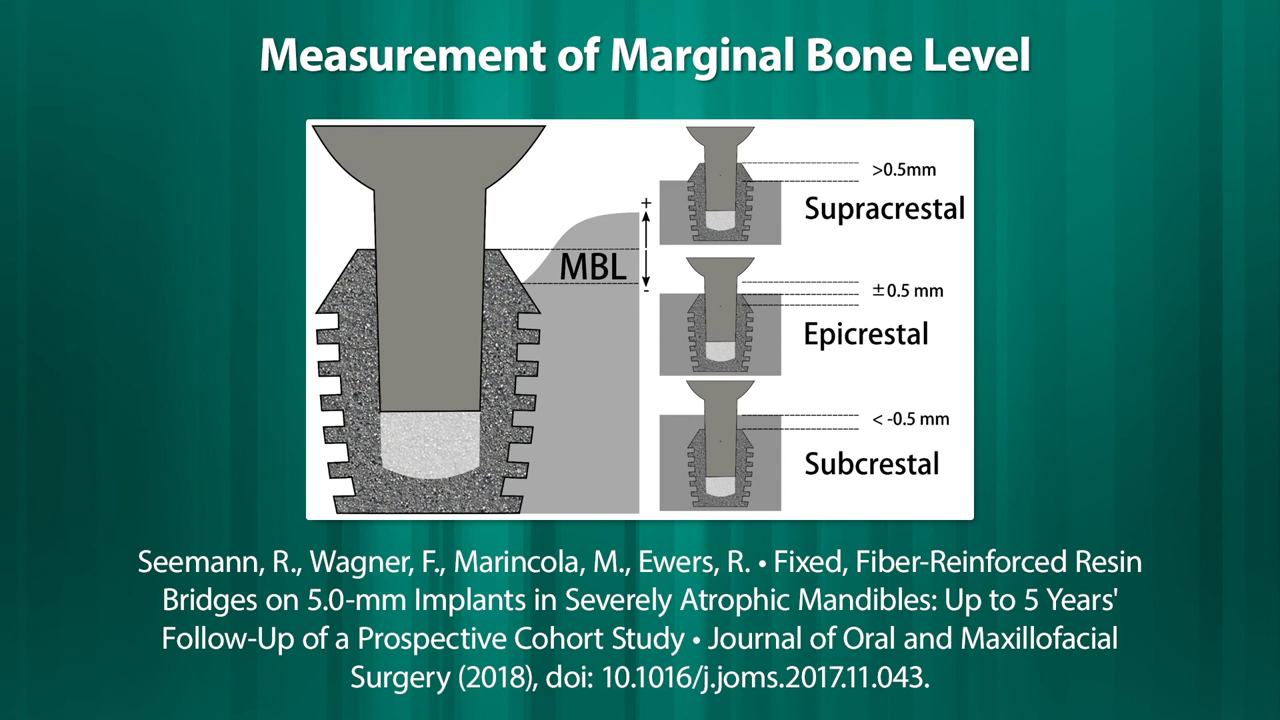 Measurement of Marginal Bone Level
+
MBL
-
>0.5mm
Supracrestal
±0.5 mm
Epicrestal
< -0.5 mm
Subcrestal
Seemann, R., Wagner, F., Marincola, M., Ewers, R. • Fixed, Fiber-Reinforced Resin
Bridges on 5.0-mm Implants in Severely Atrophic Mandibles: Up to 5 Years'
Follow-Up of a Prospective Cohort Study • Journal of Oral and Maxillofacial
Surgery (2018), doi: 10.1016/j.joms.2017.11.043.